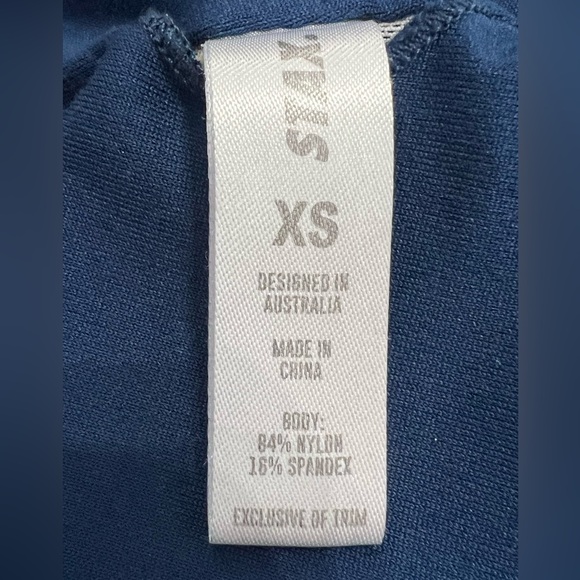 STAX.
XS
DESIGNED IN
AUSTRALIA
MADE IN
CHINA
BODY:
84% NYLON
16% SPANDEX
EXCLUSIVE OF TRIM